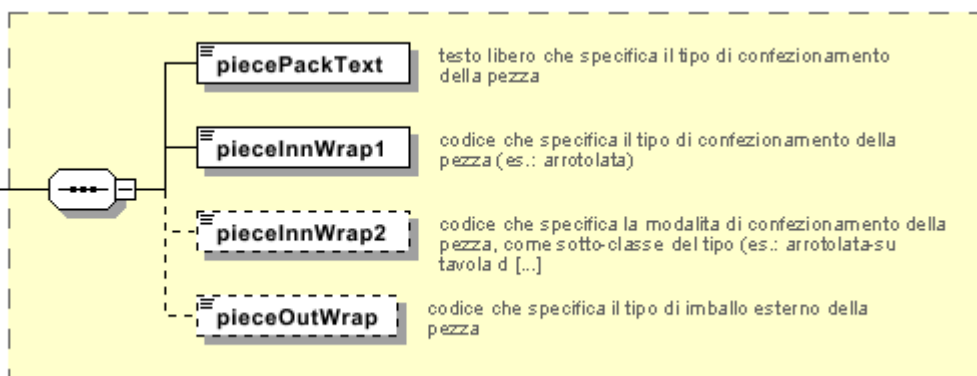 piecePackText
testo libero che specifica il tipo di confezionamento
della pezza
pieceInnWrap1
codice che specifica il tipo di confezionamento della
pezza (es.: arrotolata)
pieceInnWrap2
codice che specifica la modalita di confezionamento della
pezza, come sotto-classe del tipo (es.: arrotolata-su
tavola d [...]
pieceOutWrap
codice che specifica il tipo di imballo esterno della
pezza